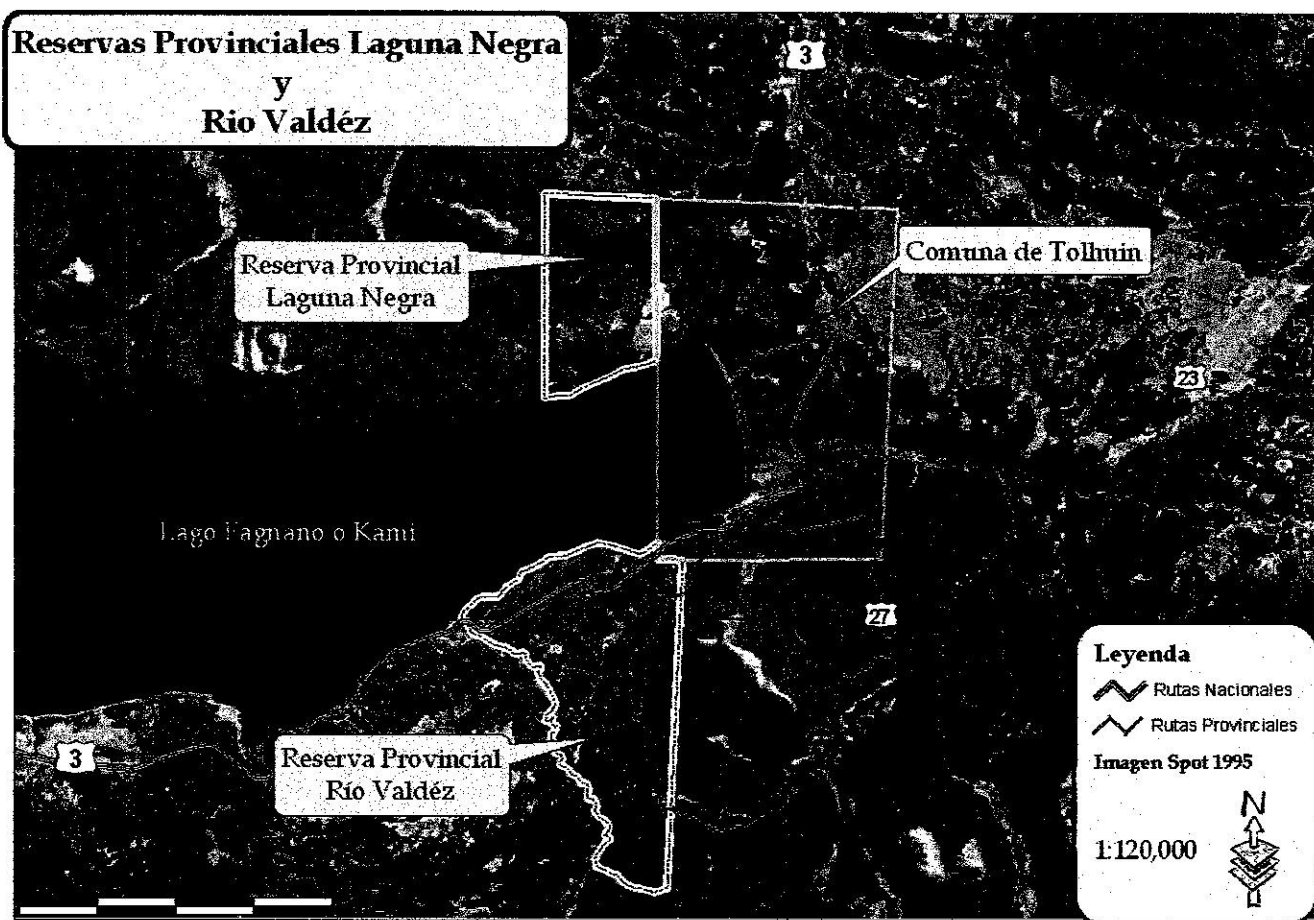 Reservas Provinciales Laguna Negra
y
Rio Valdéz
3
Reserva Provincial
Laguna Negra
Comuna de Tolhuin
23
Lago Fagnano o Kami
27
3
Reserva Provincial
Río Valdéz
Leyenda
Rutas Nacionales
Rutas Provinciales
Imagen Spot 1995
N
1:120,000